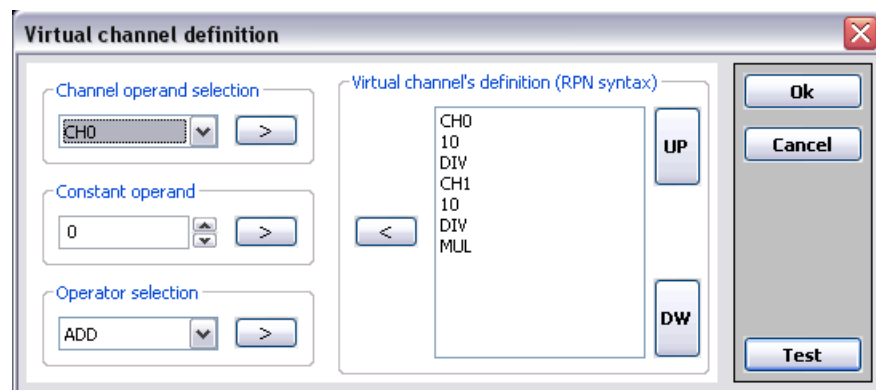 Virtual channel definition
Channel operand selection
CH0
>
Constant operand
0
>
Operator selection
ADD
>
Virtual channel's definition (RPN syntax)
<
CH0
10
DIV
CH1
10
DIV
MUL
UP
DW
Ok
Cancel
Test